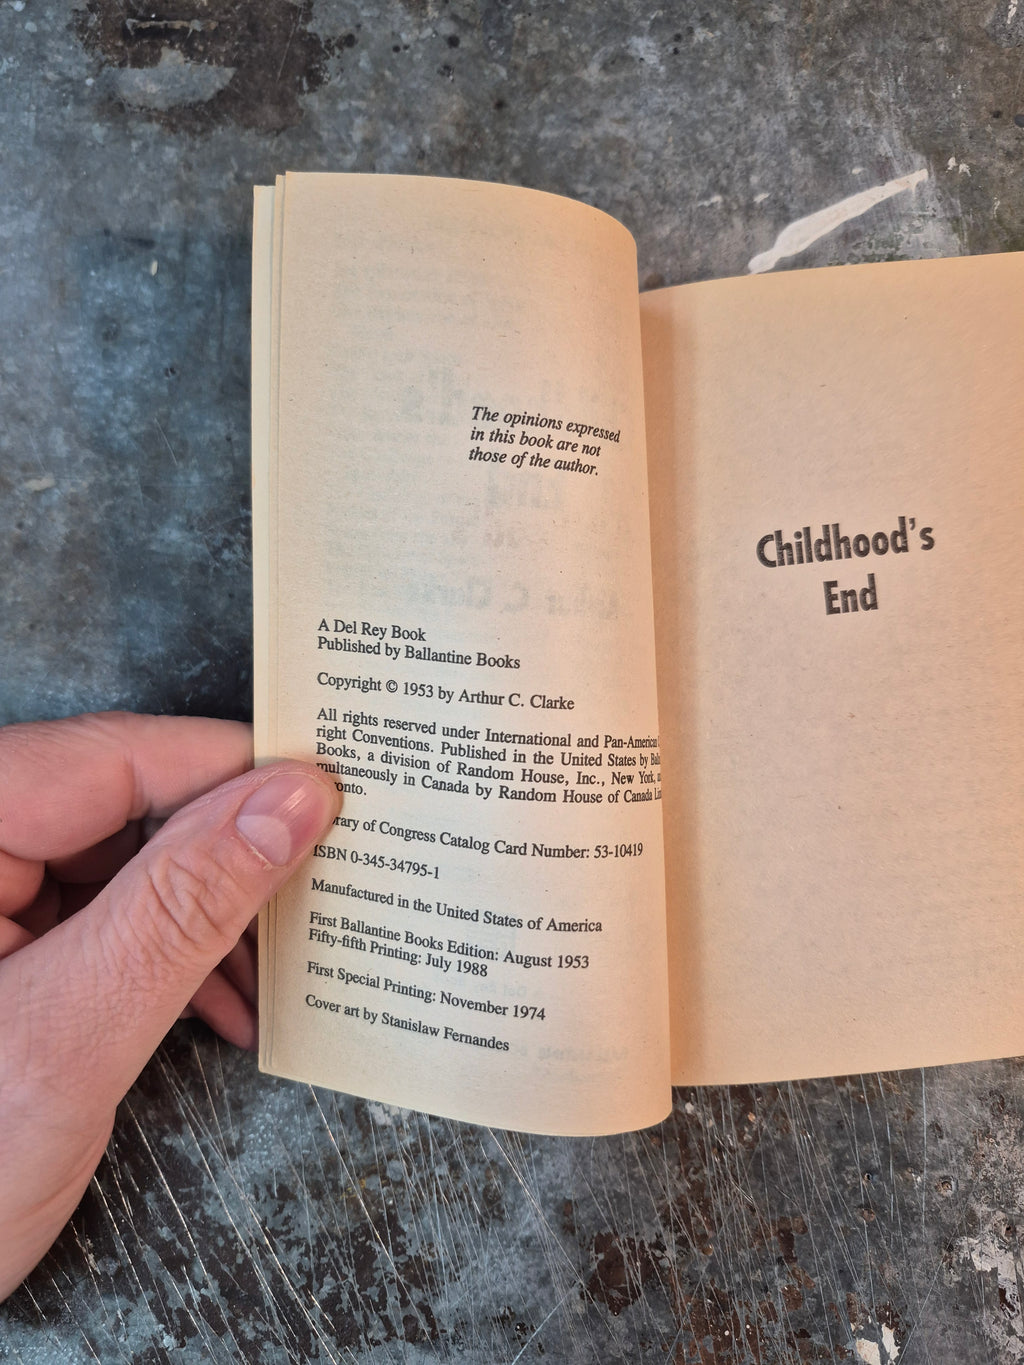 The opinions expressed
in this book are not
those of the author.
A Del Rey Book
Published by Ballantine Books
Copyright © 1953 by Arthur C. Clarke
All rights reserved under International and Pan-American
right Conventions. Published in the United States by
Books, a division of Random House, Inc., New York,
multaneously in Canada by Random House of Canada
of Congress Catalog Card Number: 53-10419
ISBN 0-345-34795-1
Manufactured in the United States of America
First Ballantine Books Edition: August 1953
Fifty-fifth Printing: July 1988
First Special Printing: November 1974
Cover art by Stanislaw Fernandes
Childhood's
End